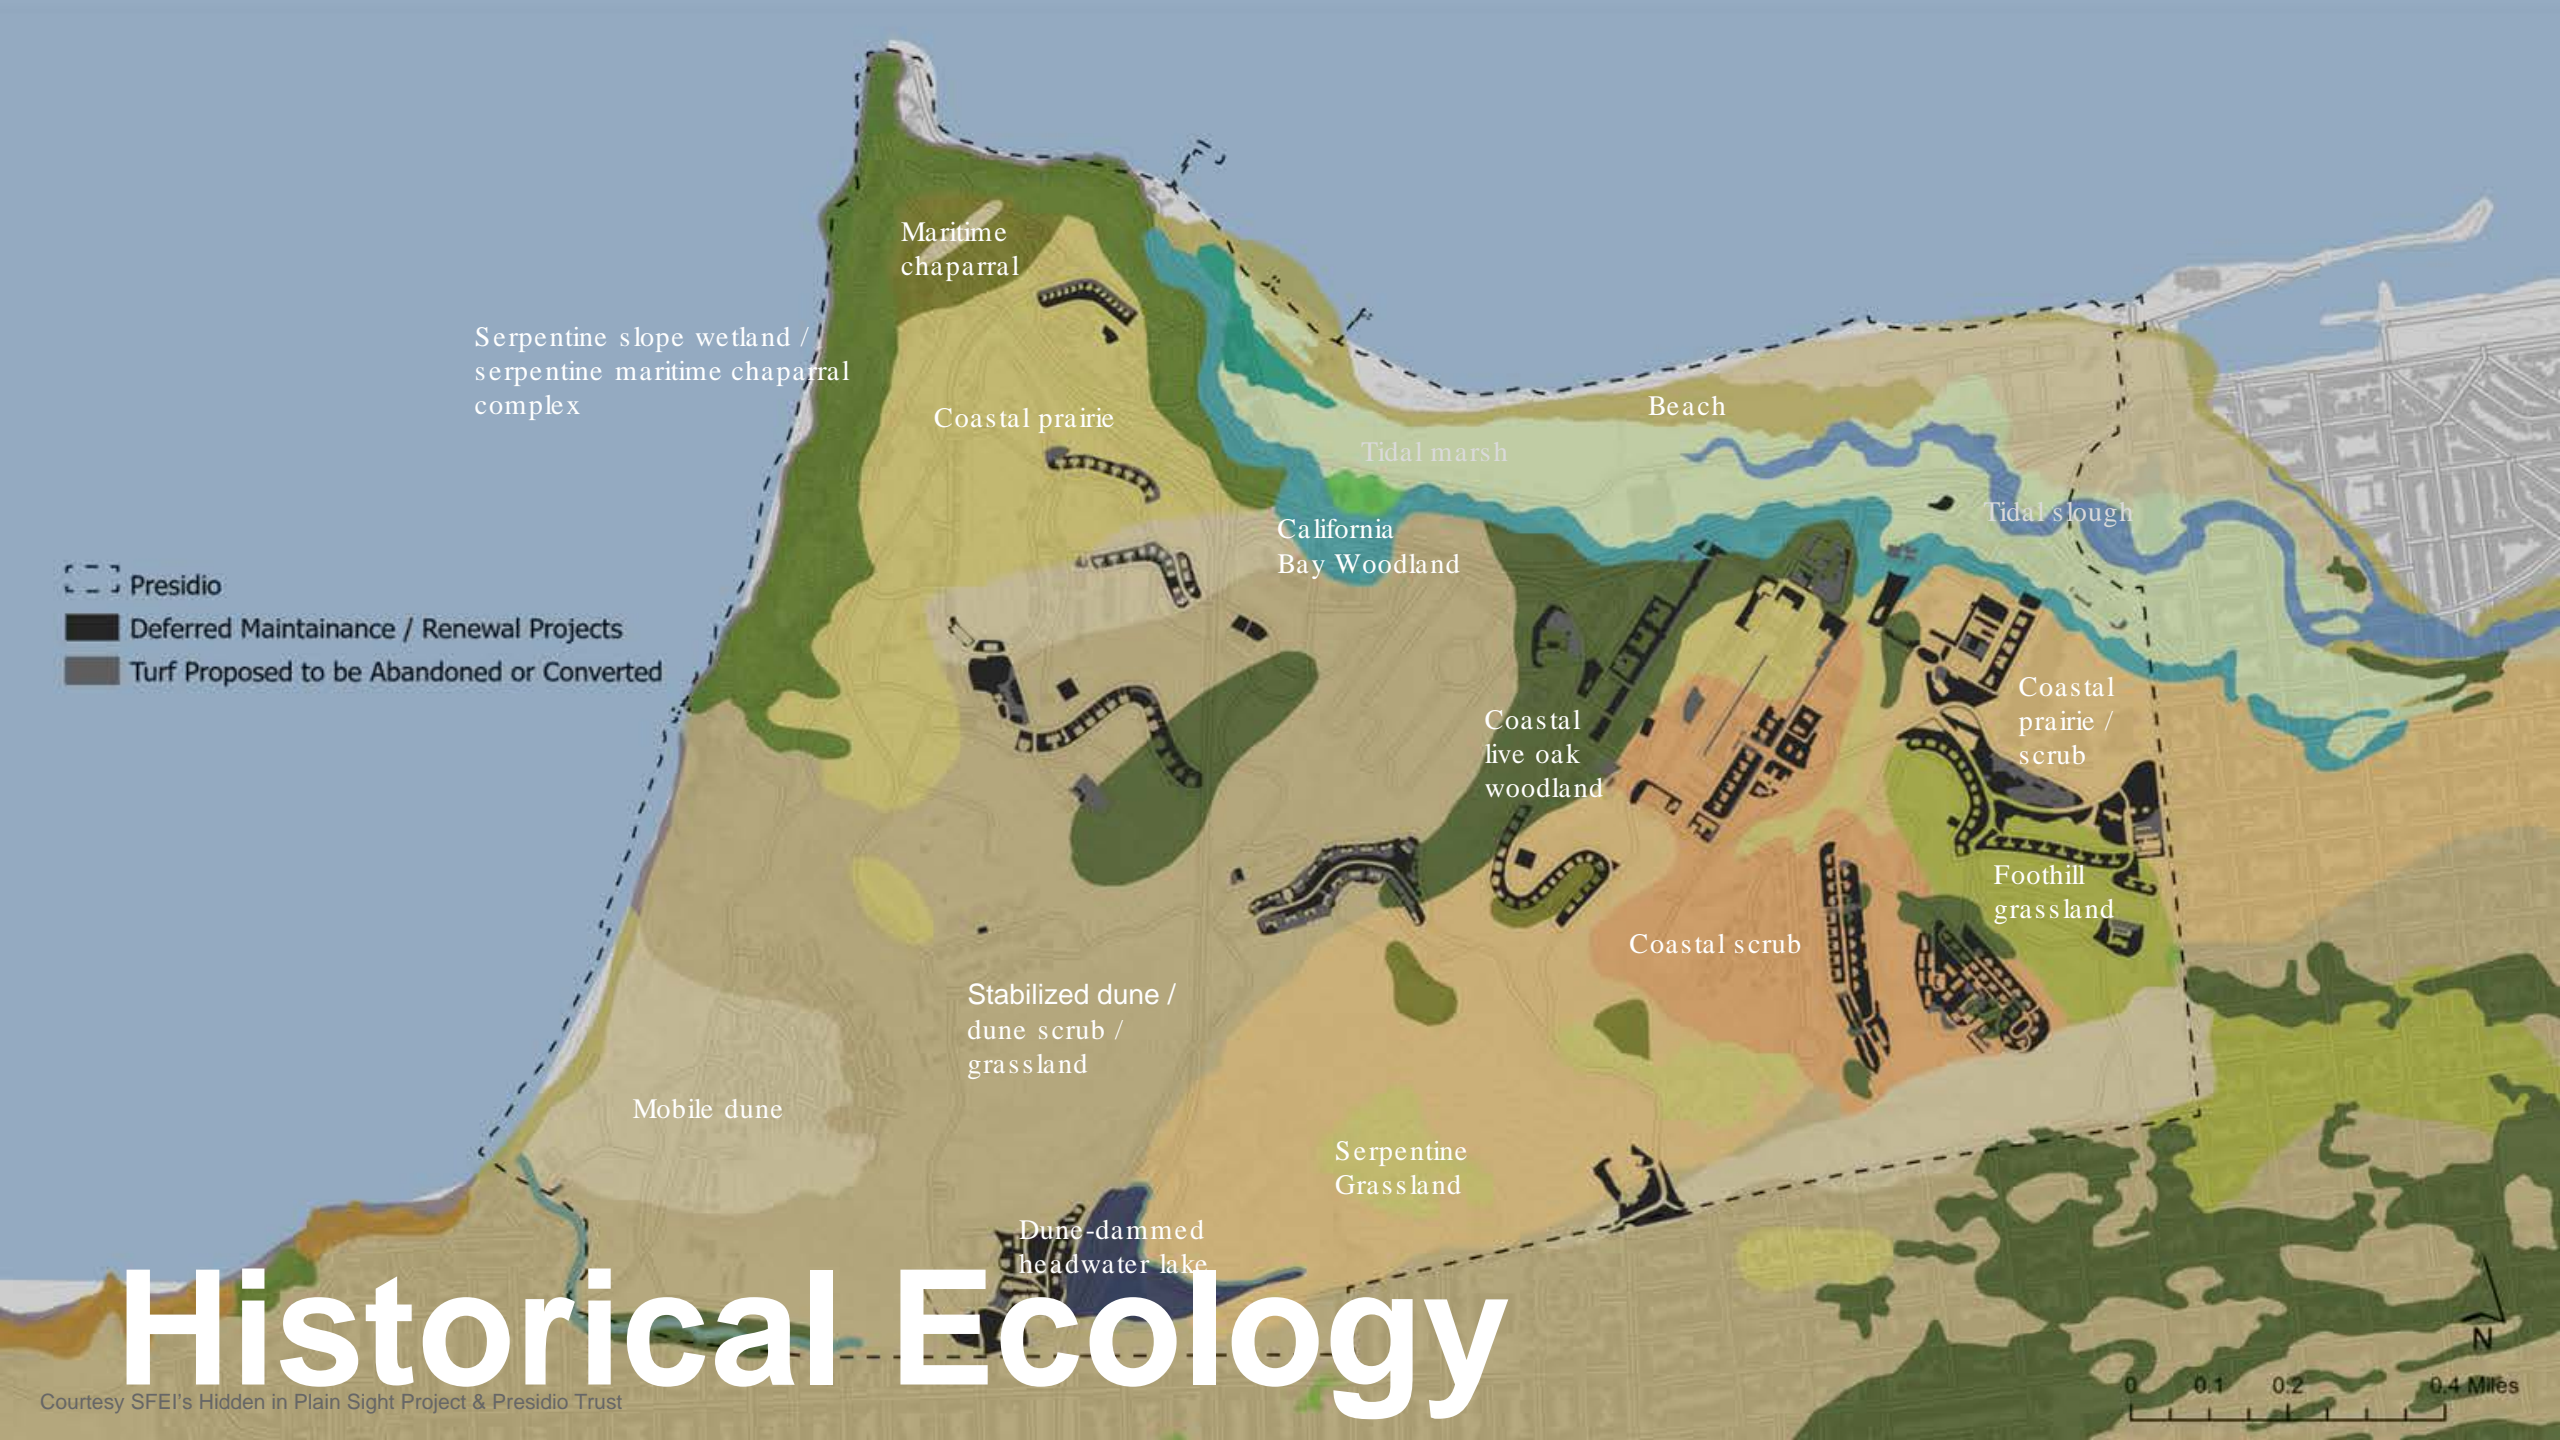 Maritime
chaparral
Serpentine slope wetland /
serpentine maritime chaparral
complex
Coastal prairie
Beach
Tidal marsh
Tidal slough
California
Bay Woodland
Presidio
Deferred Maintainance / Renewal Projects
Turf Proposed to be Abandoned or Converted
Coastal
prairie /
scrub
Coastal
live oak
woodland
Foothill
grassland
Coastal scrub
Stabilized dune /
dune scrub /
grassland
Mobile dune
Serpentine
Grassland
Dune-dammed
headwater lake
Historical Ecology
Courtesy SFEI's Hidden in Plain Sight Project & Presidio Trust
N
0 0.1 0.2 0.4 Miles